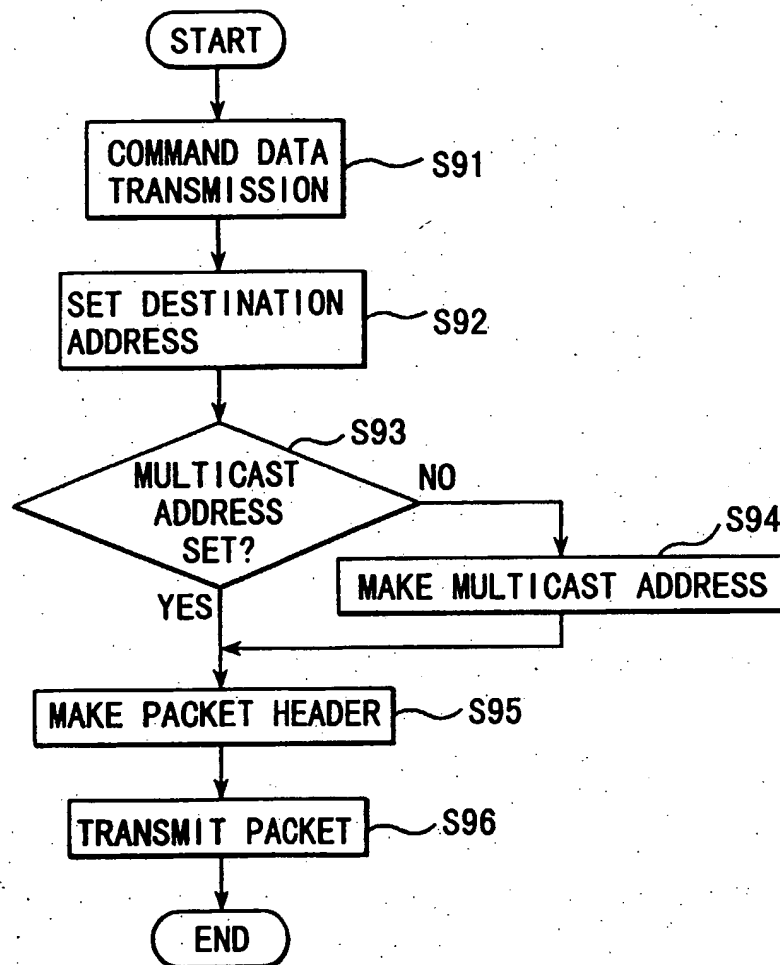 START
COMMAND DATA
TRANSMISSION
S91
SET DESTINATION
ADDRESS
S92
S93
MULTICAST
ADDRESS
SET?
NO
S94
MAKE MULTICAST ADDRESS
YES
MAKE PACKET HEADER
S95
TRANSMIT PACKET
S96
END